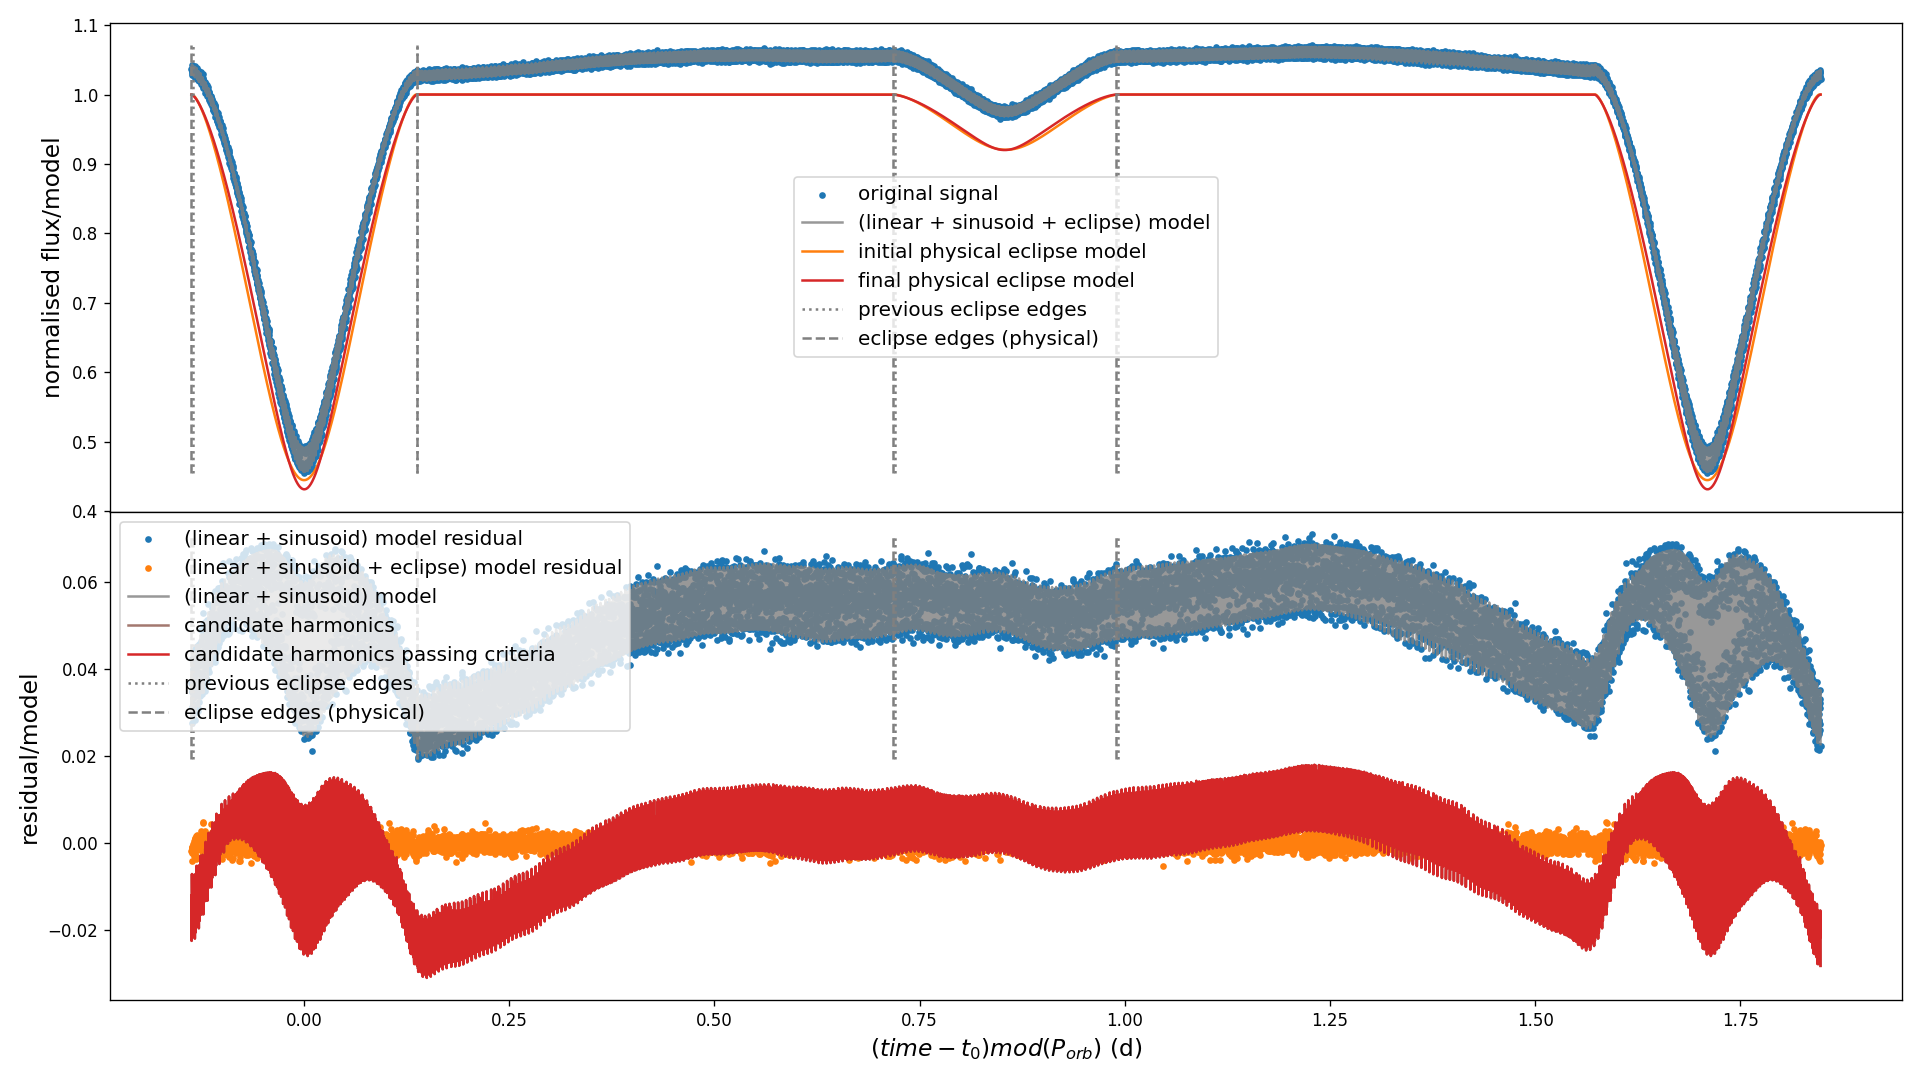 1.1
1.0
0.9
0.8
0.7
0.6
0.5
0.4
normalised flux/model
original signal
(linear + sinusoid + eclipse) model
initial physical eclipse model
final physical eclipse model
previous eclipse edges
eclipse edges (physical)
(linear + sinusoid) model residual
(linear + sinusoid + eclipse) model residual
(linear + sinusoid) model
candidate harmonics
candidate harmonics passing criteria
previous eclipse edges
eclipse edges (physical)
0.06
0.04
0.02
0.00
−0.02
residual/model
0.00 0.25 0.50 0.75 1.00 1.25 1.50 1.75
(time − t₀)mod(Pₒᵣb) (d)